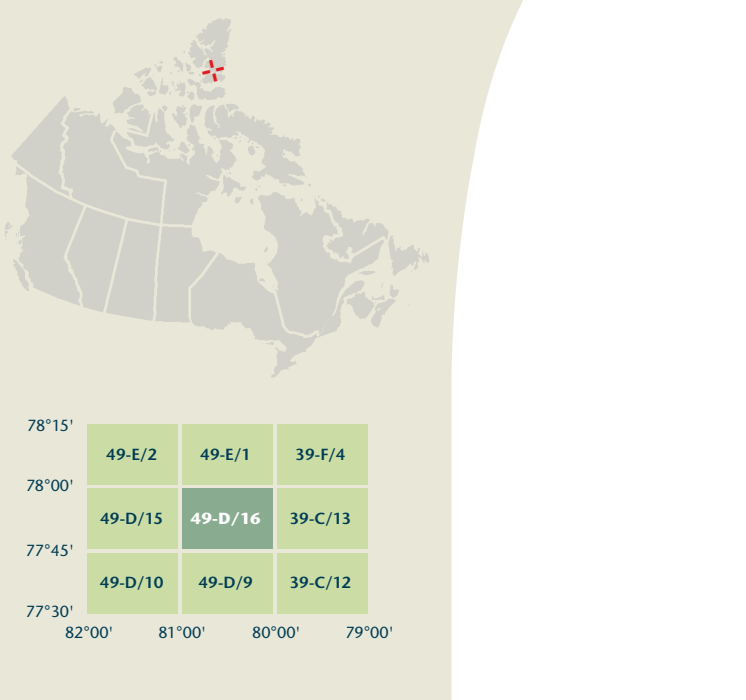 78°15'
49-E/2 49-E/1 39-F/4
78°00'
49-D/15 49-D/16 39-C/13
77°45'
49-D/10 49-D/9 39-C/12
77°30'
82°00' 81°00' 80°00' 79°00'